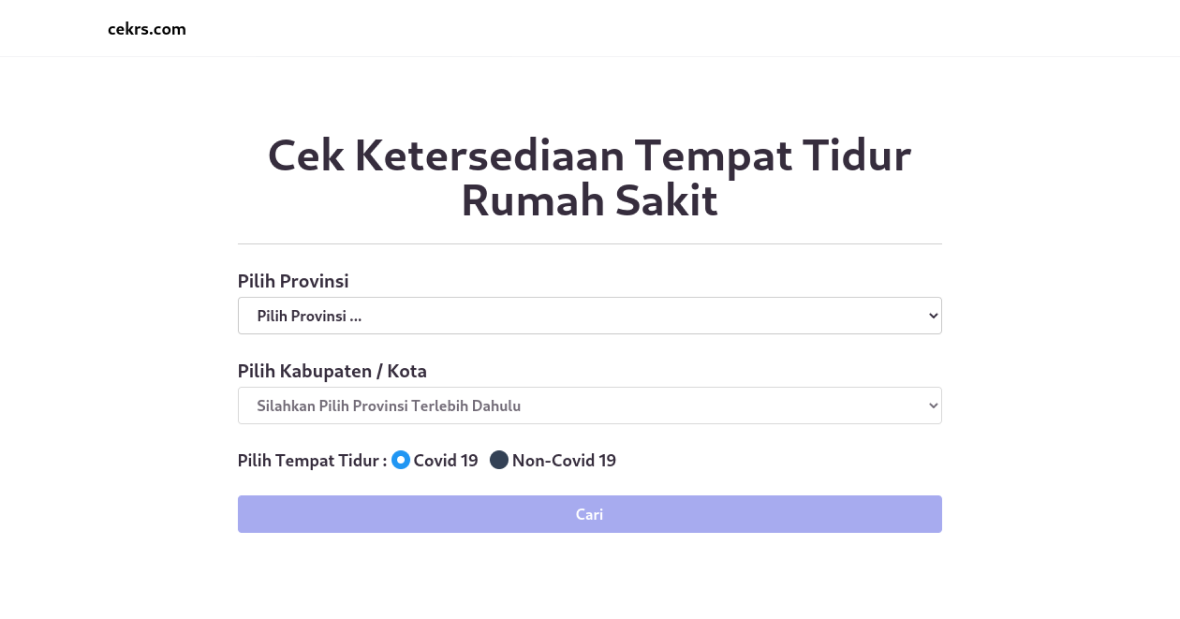 cekrs.com
Cek Ketersediaan Tempat Tidur
Rumah Sakit
Pilih Provinsi
Pilih Provinsi ...
Pilih Kabupaten / Kota
Silahkan Pilih Provinsi Terlebih Dahulu
Pilih Tempat Tidur : Covid 19 Non-Covid 19
Cari